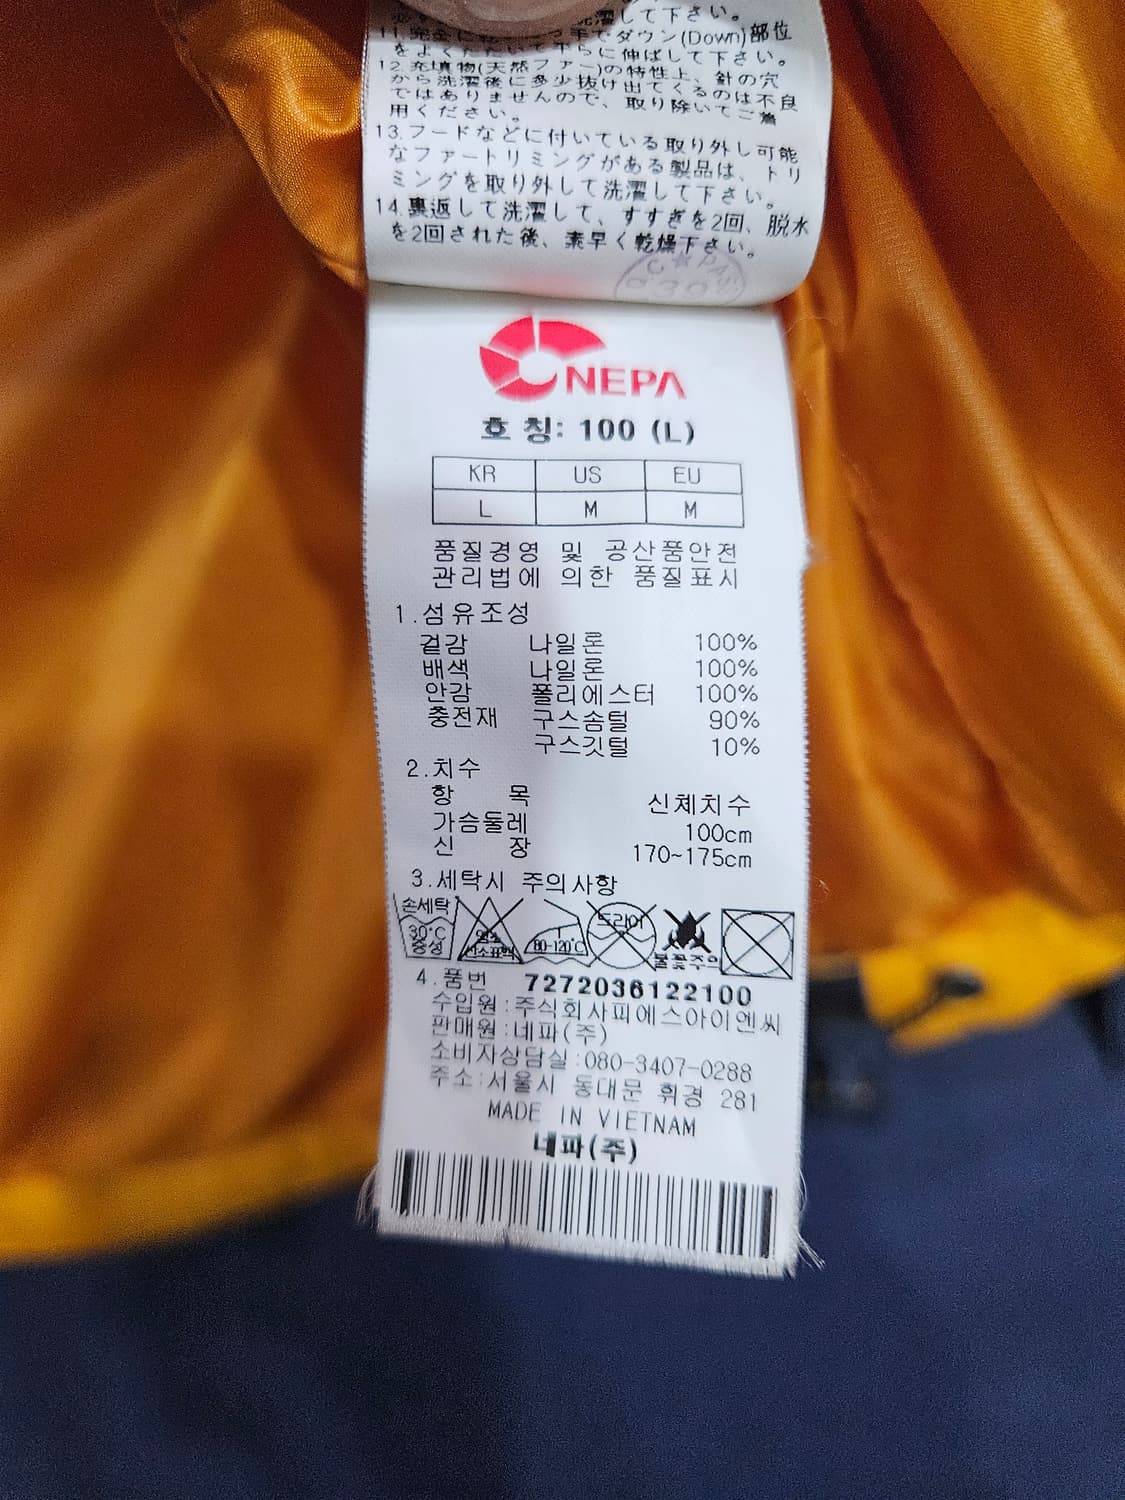 洗濯して下さい。
手でダウン(Down)部位
をよくたたいて平らに伸ばして下さい。
12.充填物(天然ファー)の特性上、針の穴
から洗濯後に多少抜け出てくるのは不良
ではありませんので、取り除いてご着
用ください。
13.フードなどに付いている取り外し可能
なファートリミングがある製品は、トリ
ミングを取り外して洗濯して下さい。
14.裏返して洗濯して、すすぎを2回、脱水
を2回された後、素早く乾燥下さい。
NEPA
호 칭: 100 (L)
KR US EU
L M M
품질경영 및 공산품안전
관리법에 의한 품질표시
1.섬유조성
겉감 나일론 100%
배색 나일론 100%
안감 폴리에스터 100%
충전재 구스솜털 90%
구스깃털 10%
2.치수
항 목 신체치수
가슴둘레 100cm
신 장 170~175cm
3.세탁시 주의사항
손세탁 드라이
30°C 80-120°C
중성 산소표백 불꽃주의
4.품번 7272036122100
수입원:주식회사피에스아이엔씨
판매원:네파(주)
소비자상담실:080-3407-0288
주소:서울시 동대문 휘경 281
MADE IN VIETNAM
네파(주)